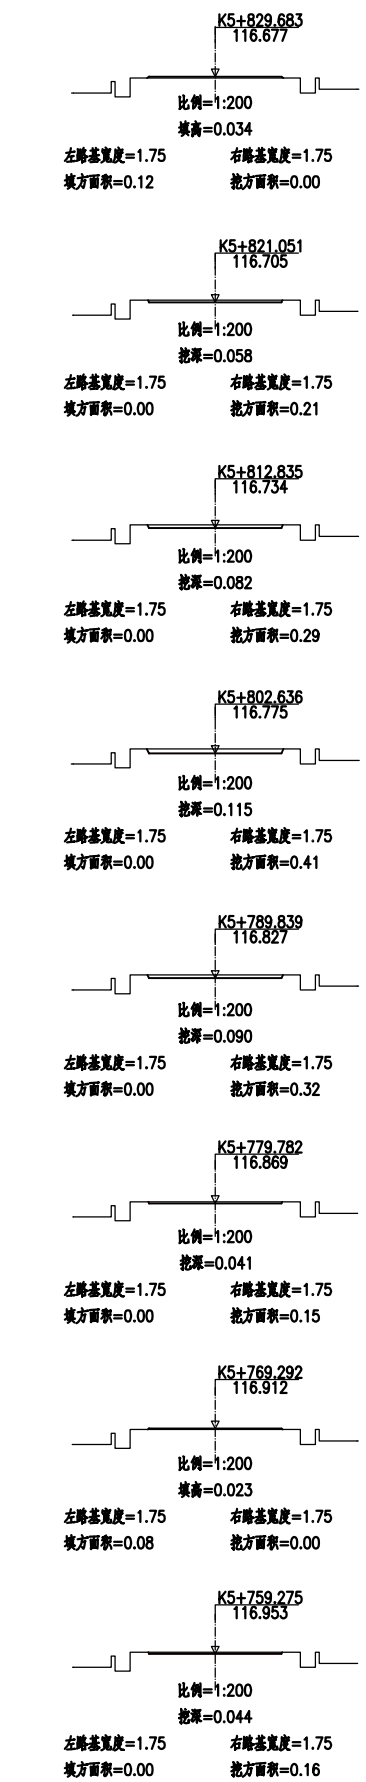 K5+829.683
116.677
比例=1:200
填高=0.034
左路基宽度=1.75 右路基宽度=1.75
填方面积=0.12 挖方面积=0.00
K5+821.051
116.705
比例=1:200
挖深=0.058
左路基宽度=1.75 右路基宽度=1.75
填方面积=0.00 挖方面积=0.21
K5+812.835
116.734
比例=1:200
挖深=0.082
左路基宽度=1.75 右路基宽度=1.75
填方面积=0.00 挖方面积=0.29
K5+802.636
116.775
比例=1:200
挖深=0.115
左路基宽度=1.75 右路基宽度=1.75
填方面积=0.00 挖方面积=0.41
K5+789.839
116.827
比例=1:200
挖深=0.090
左路基宽度=1.75 右路基宽度=1.75
填方面积=0.00 挖方面积=0.32
K5+779.782
116.869
比例=1:200
挖深=0.041
左路基宽度=1.75 右路基宽度=1.75
填方面积=0.00 挖方面积=0.15
K5+769.292
116.912
比例=1:200
填高=0.023
左路基宽度=1.75 右路基宽度=1.75
填方面积=0.08 挖方面积=0.00
K5+759.275
116.953
比例=1:200
挖深=0.044
左路基宽度=1.75 右路基宽度=1.75
填方面积=0.00 挖方面积=0.16